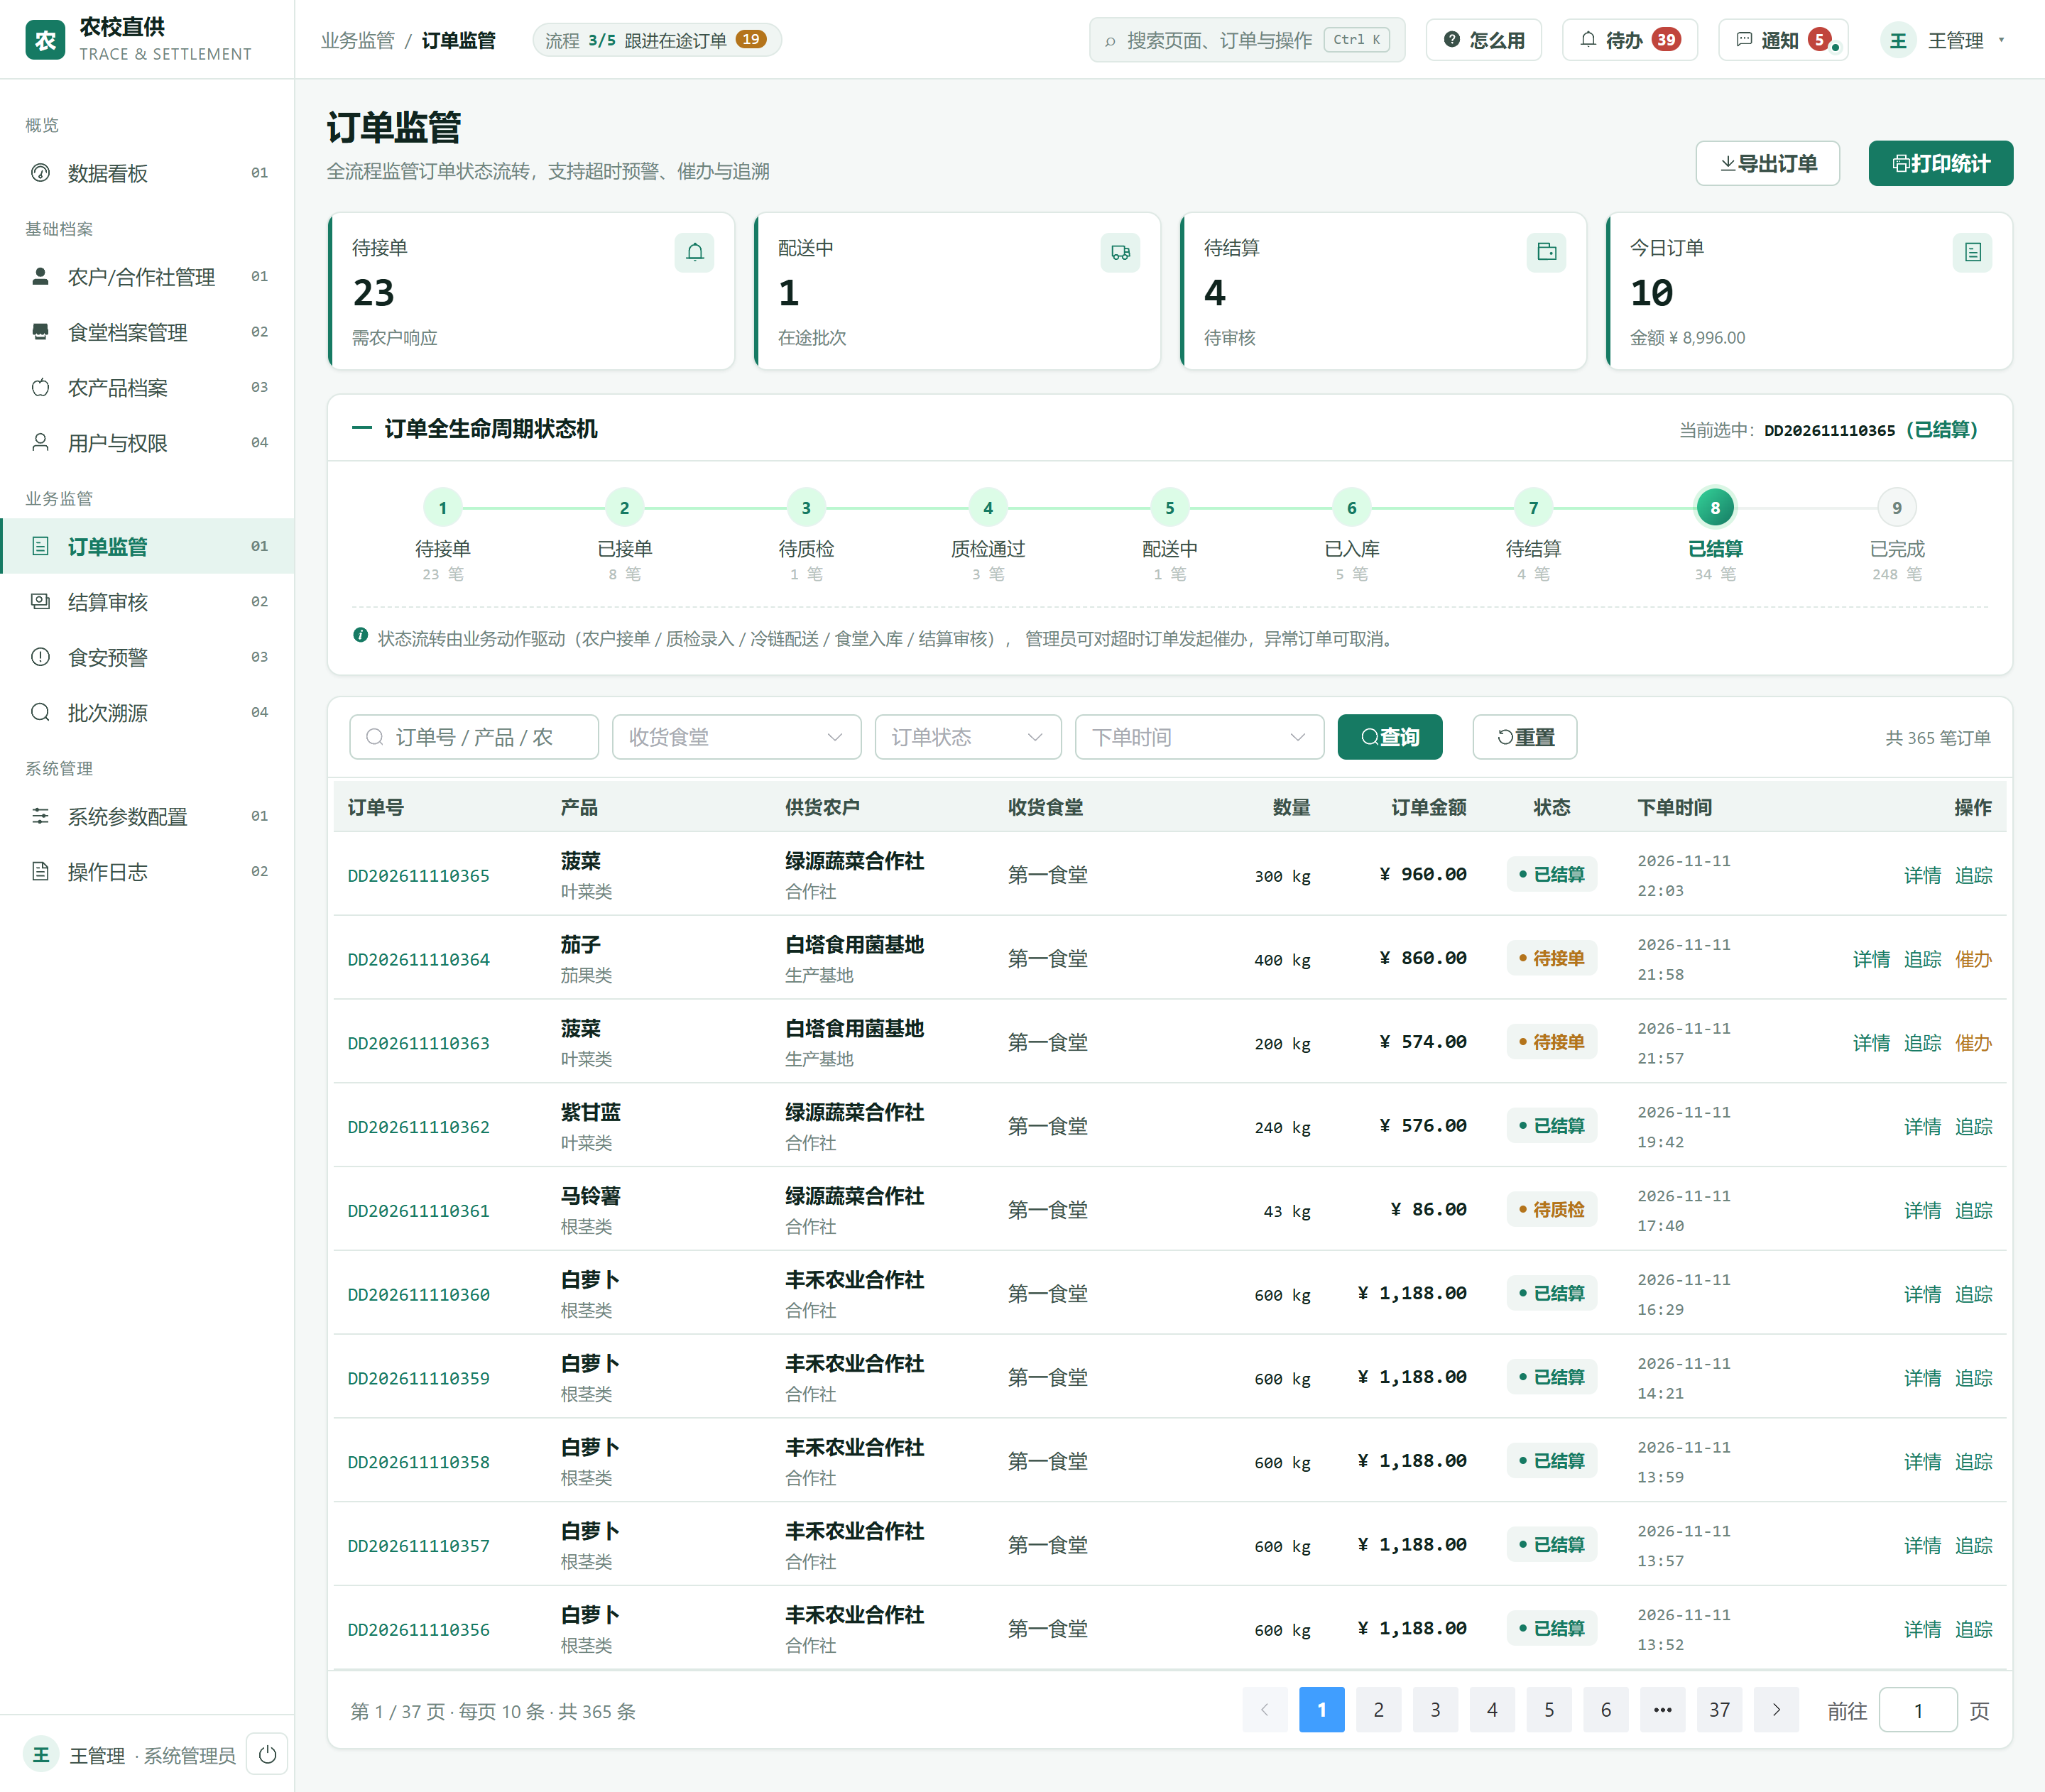 农 农校直供
TRACE & SETTLEMENT
业务监管 / 订单监管 流程 3/5 跟进在途订单 19 搜索页面、订单与操作 Ctrl K 怎么用 待办 39 通知 5 王 王管理
概览
数据看板 01
基础档案
农户/合作社管理 01
食堂档案管理 02
农产品档案 03
用户与权限 04
业务监管
订单监管 01
结算审核 02
食安预警 03
批次溯源 04
系统管理
系统参数配置 01
操作日志 02
王 王管理 · 系统管理员
订单监管
全流程监管订单状态流转，支持超时预警、催办与追溯
导出订单 打印统计
待接单
23
需农户响应
配送中
1
在途批次
待结算
4
待审核
今日订单
10
金额 ¥ 8,996.00
订单全生命周期状态机 当前选中： DD202611110365（已结算）
1 2 3 4 5 6 7 8 9
待接单 已接单 待质检 质检通过 配送中 已入库 待结算 已结算 已完成
23 笔 8 笔 1 笔 3 笔 1 笔 5 笔 4 笔 34 笔 248 笔
状态流转由业务动作驱动（农户接单 / 质检录入 / 冷链配送 / 食堂入库 / 结算审核）， 管理员可对超时订单发起催办，异常订单可取消。
订单号 / 产品 / 农 收货食堂 订单状态 下单时间 查询 重置 共 365 笔订单
订单号 产品 供货农户 收货食堂 数量 订单金额 状态 下单时间 操作
DD202611110365 菠菜 叶菜类 绿源蔬菜合作社 合作社 第一食堂 300 kg ¥ 960.00 已结算 2026-11-11 22:03 详情 追踪
DD202611110364 茄子 茄果类 白塔食用菌基地 生产基地 第一食堂 400 kg ¥ 860.00 待接单 2026-11-11 21:58 详情 追踪 催办
DD202611110363 菠菜 叶菜类 白塔食用菌基地 生产基地 第一食堂 200 kg ¥ 574.00 待接单 2026-11-11 21:57 详情 追踪 催办
DD202611110362 紫甘蓝 叶菜类 绿源蔬菜合作社 合作社 第一食堂 240 kg ¥ 576.00 已结算 2026-11-11 19:42 详情 追踪
DD202611110361 马铃薯 根茎类 绿源蔬菜合作社 合作社 第一食堂 43 kg ¥ 86.00 待质检 2026-11-11 17:40 详情 追踪
DD202611110360 白萝卜 根茎类 丰禾农业合作社 合作社 第一食堂 600 kg ¥ 1,188.00 已结算 2026-11-11 16:29 详情 追踪
DD202611110359 白萝卜 根茎类 丰禾农业合作社 合作社 第一食堂 600 kg ¥ 1,188.00 已结算 2026-11-11 14:21 详情 追踪
DD202611110358 白萝卜 根茎类 丰禾农业合作社 合作社 第一食堂 600 kg ¥ 1,188.00 已结算 2026-11-11 13:59 详情 追踪
DD202611110357 白萝卜 根茎类 丰禾农业合作社 合作社 第一食堂 600 kg ¥ 1,188.00 已结算 2026-11-11 13:57 详情 追踪
DD202611110356 白萝卜 根茎类 丰禾农业合作社 合作社 第一食堂 600 kg ¥ 1,188.00 已结算 2026-11-11 13:52 详情 追踪
第 1 / 37 页 · 每页 10 条 · 共 365 条 1 2 3 4 5 6 ••• 37 前往 1 页